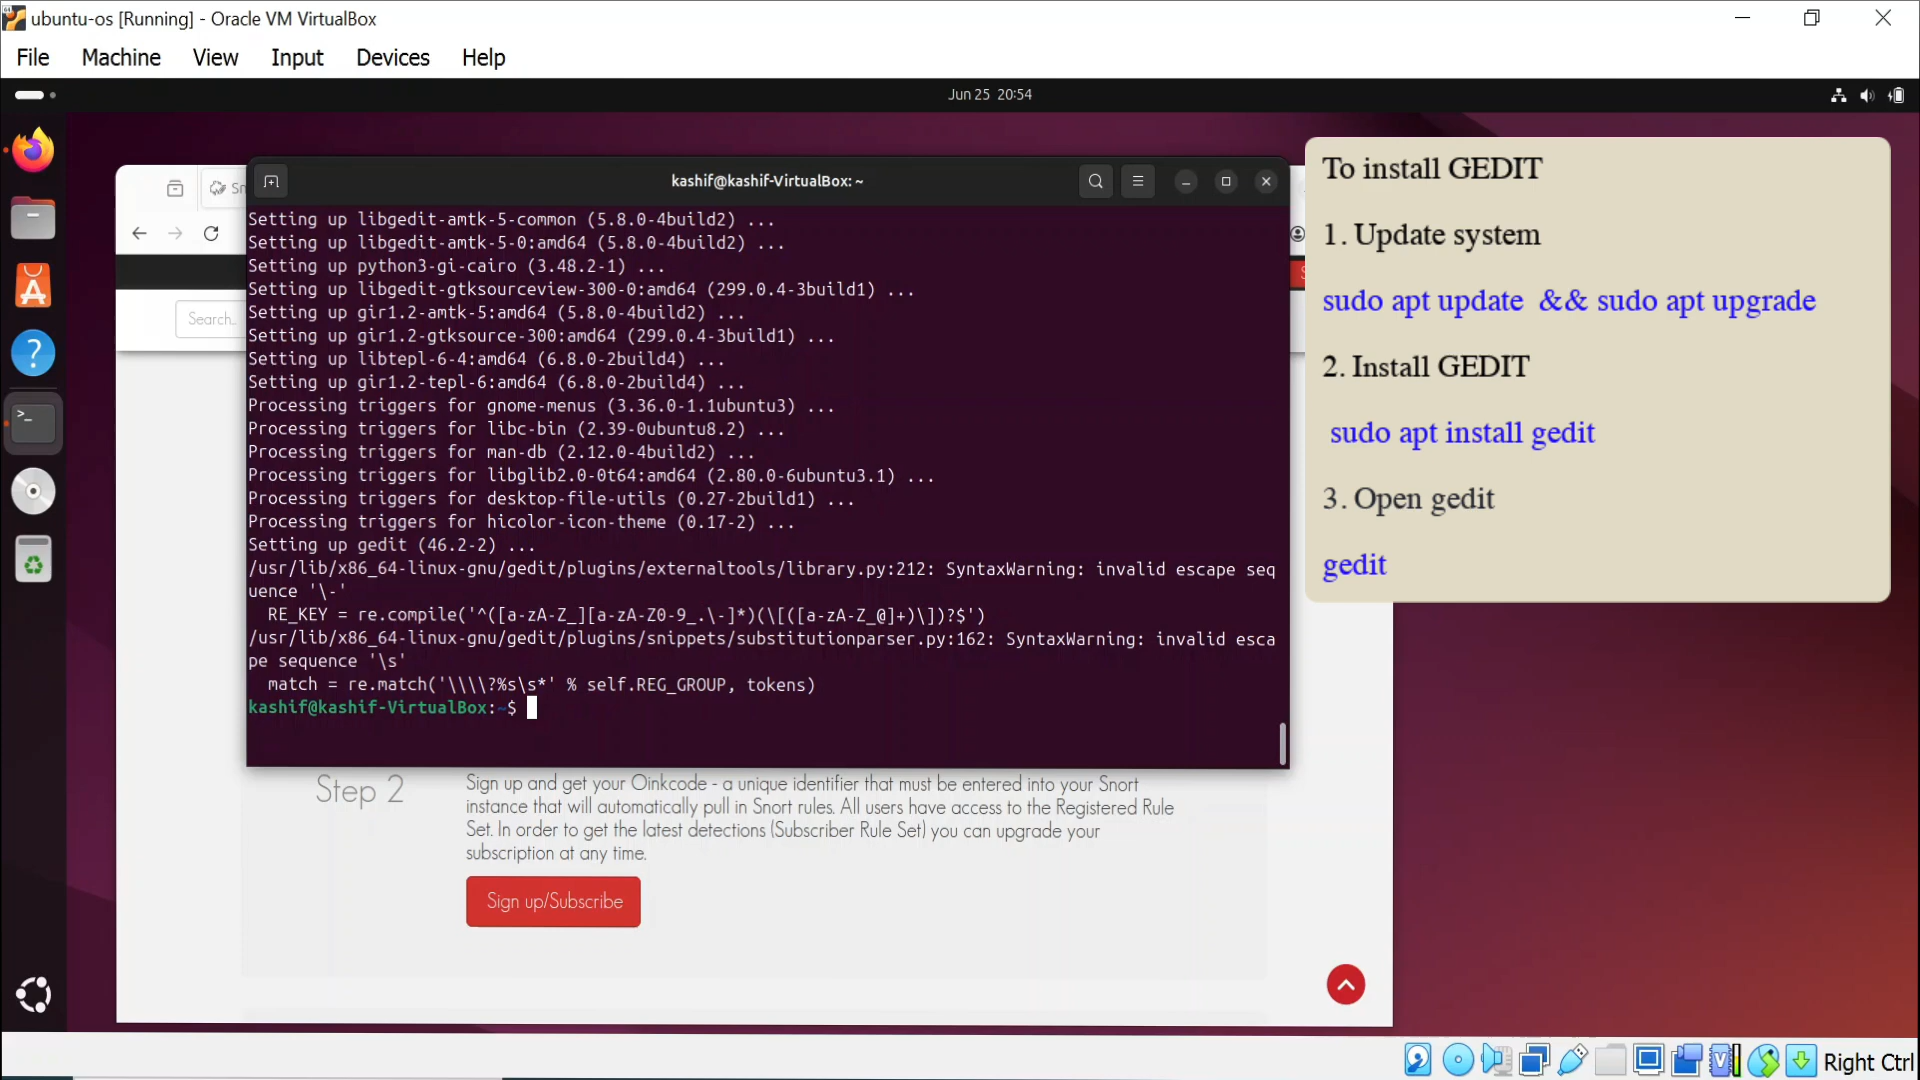 ubuntu-os [Running] - Oracle VM VirtualBox
File Machine View Input Devices Help
Jun 25 20:54
kashif@kashif-VirtualBox: ~
Search..
Setting up libgedit-amtk-5-common (5.8.0-4build2) ...
Setting up libgedit-amtk-5-0:amd64 (5.8.0-4build2) ...
Setting up python3-gi-cairo (3.48.2-1) ...
Setting up libgedit-gtksourceview-300-0:amd64 (299.0.4-3build1) ...
Setting up gir1.2-amtk-5:amd64 (5.8.0-4build2) ...
Setting up gir1.2-gtksource-300:amd64 (299.0.4-3build1) ...
Setting up libtepl-6-4:amd64 (6.8.0-2build4) ...
Setting up gir1.2-tepl-6:amd64 (6.8.0-2build4) ...
Processing triggers for gnome-menus (3.36.0-1.1ubuntu3) ...
Processing triggers for libc-bin (2.39-0ubuntu8.2) ...
Processing triggers for man-db (2.12.0-4build2) ...
Processing triggers for libglib2.0-0t64:amd64 (2.80.0-6ubuntu3.1) ...
Processing triggers for desktop-file-utils (0.27-2build1) ...
Processing triggers for hicolor-icon-theme (0.17-2) ...
Setting up gedit (46.2-2) ...
/usr/lib/x86_64-linux-gnu/gedit/plugins/externaltools/library.py:212: SyntaxWarning: invalid escape seq
uence '\-'
RE_KEY = re.compile('^([a-zA-Z_][a-zA-Z0-9_.\-]*)(\[([a-zA-Z_@]+)\])?$')
/usr/lib/x86_64-linux-gnu/gedit/plugins/snippets/substitutionparser.py:162: SyntaxWarning: invalid esca
pe sequence '\s'
match = re.match('\\\\?%s\s*' % self.REG_GROUP, tokens)
kashif@kashif-VirtualBox:~$
To install GEDIT
1. Update system
sudo apt update && sudo apt upgrade
2. Install GEDIT
sudo apt install gedit
3. Open gedit
gedit
Step 2
Sign up and get your Oinkcode - a unique identifier that must be entered into your Snort
instance that will automatically pull in Snort rules. All users have access to the Registered Rule
Set. In order to get the latest detections (Subscriber Rule Set) you can upgrade your
subscription at any time.
Sign up/Subscribe
Right Ctrl